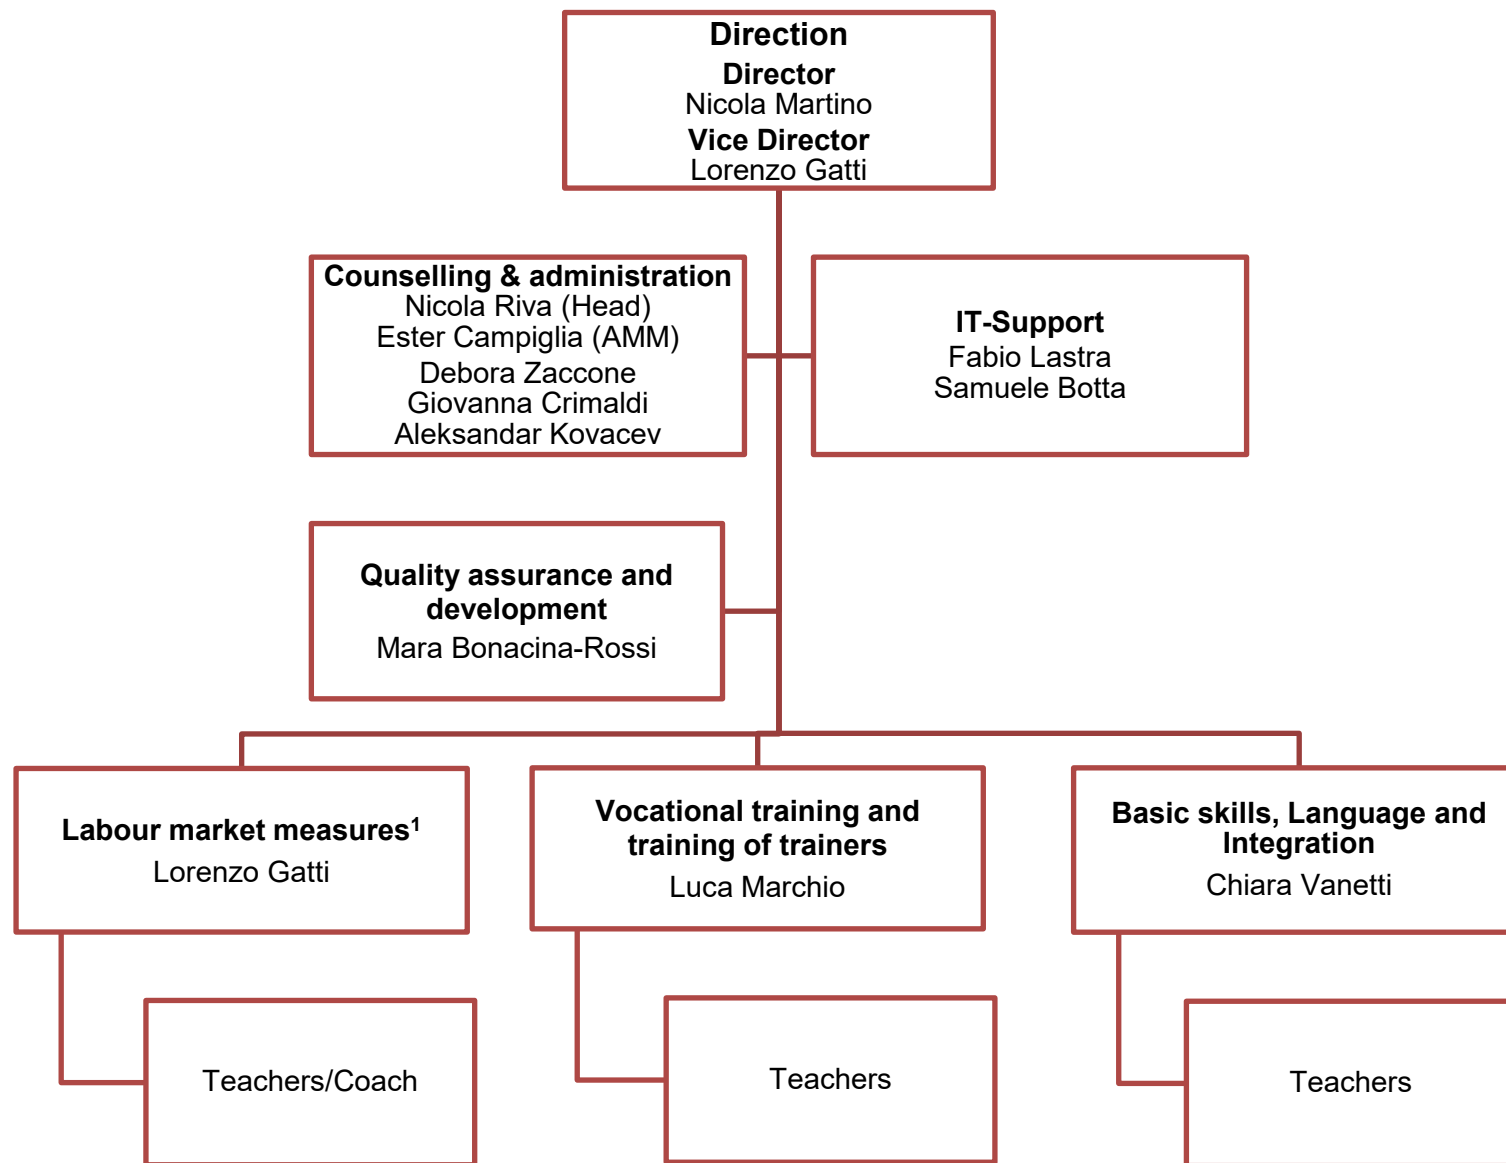 Direction
Director
Nicola Martino
Vice Director
Lorenzo Gatti
Counselling & administration
Nicola Riva (Head)
Ester Campiglia (AMM)
Debora Zaccone
Giovanna Crimaldi
Aleksandar Kovacev
IT-Support
Fabio Lastra
Samuele Botta
Quality assurance and
development
Mara Bonacina-Rossi
Labour market measures¹
Lorenzo Gatti
Vocational training and
training of trainers
Luca Marchio
Basic skills, Language and
Integration
Chiara Vanetti
Teachers/Coach
Teachers
Teachers